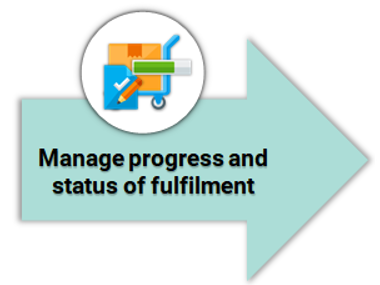 Manage progress and
status of fulfilment